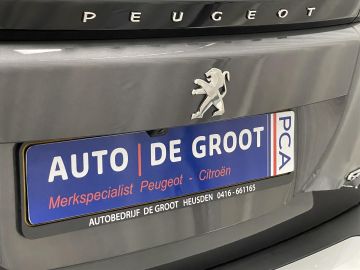 PEUGEOT
AUTO | DE GROOT
PCA
Merkspecialist Peugeot - Citroën
AUTOBEDRIJF DE GROOT HEUSDEN 0416-661165